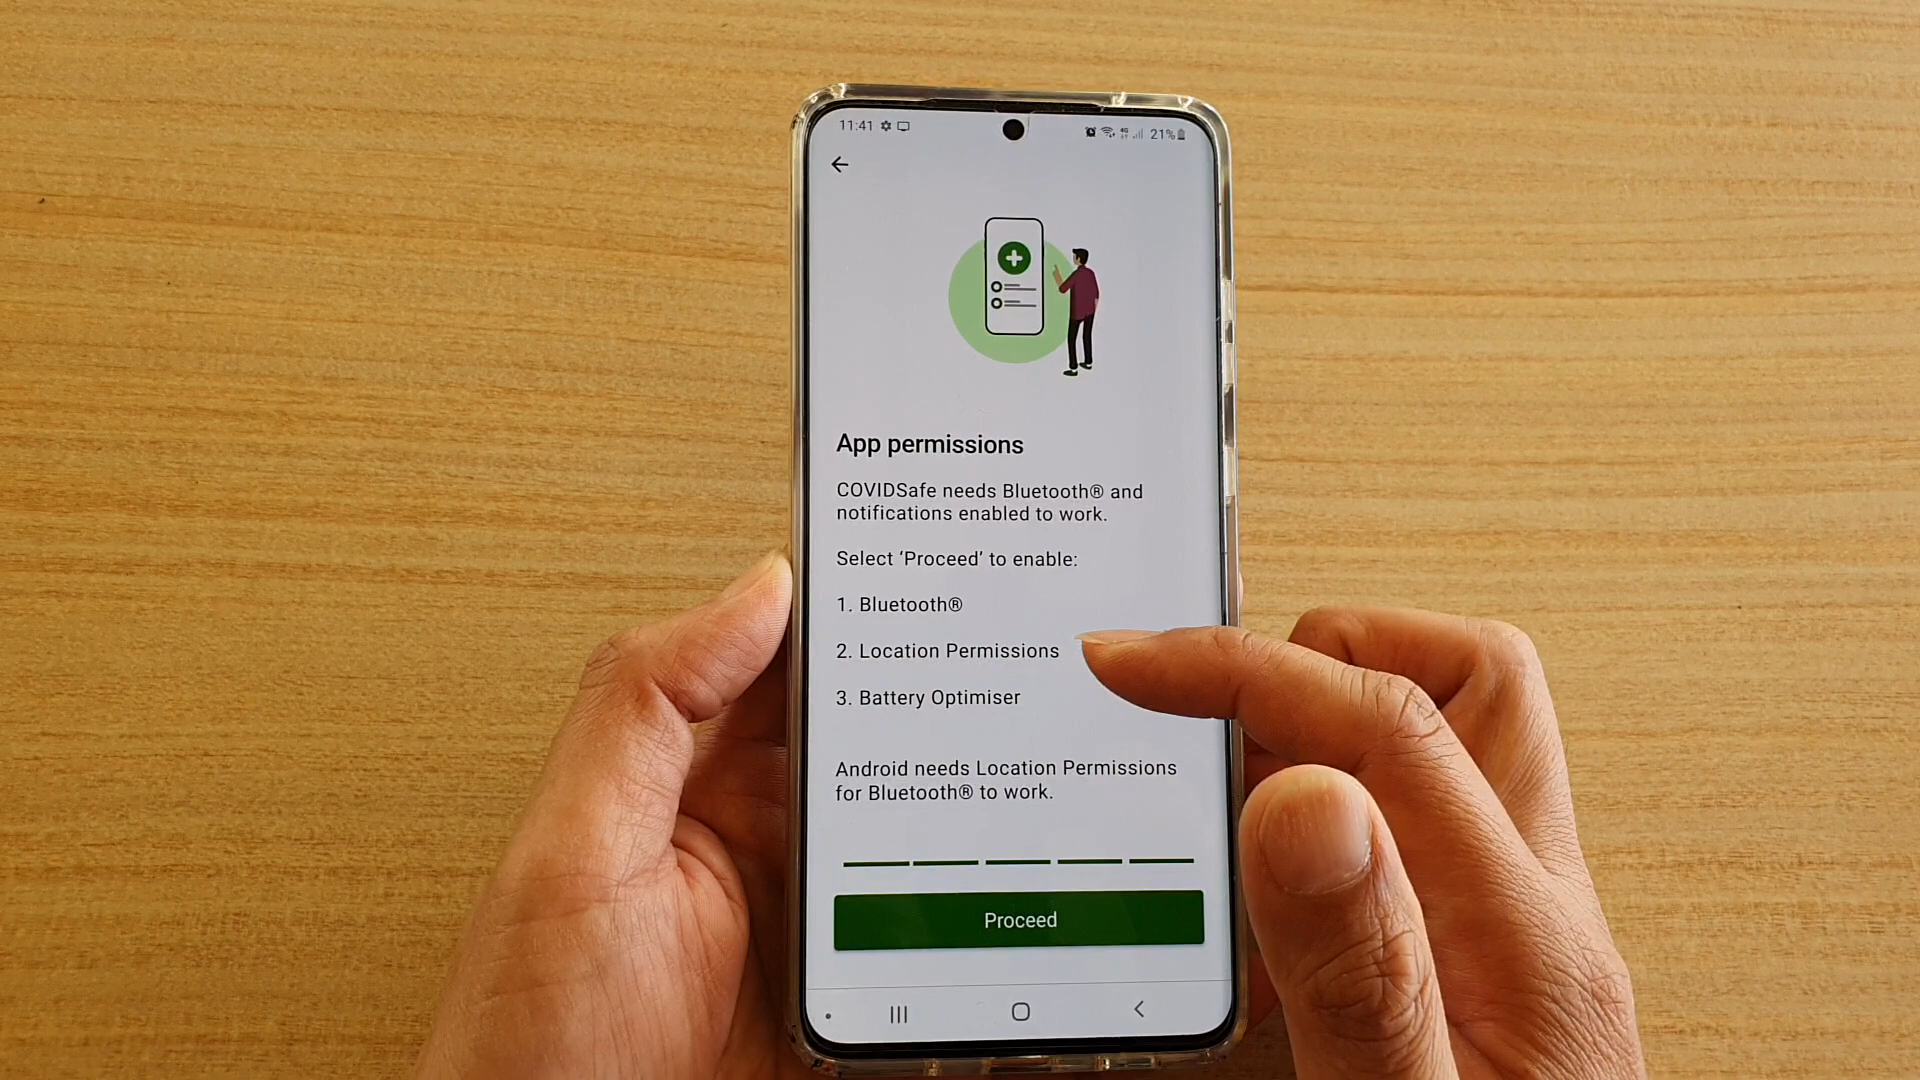 11:41
4G
21%
App permissions
COVIDSafe needs Bluetooth® and
notifications enabled to work.
Select ‘Proceed’ to enable:
1. Bluetooth®
2. Location Permissions
3. Battery Optimiser
Android needs Location Permissions
for Bluetooth® to work.
Proceed